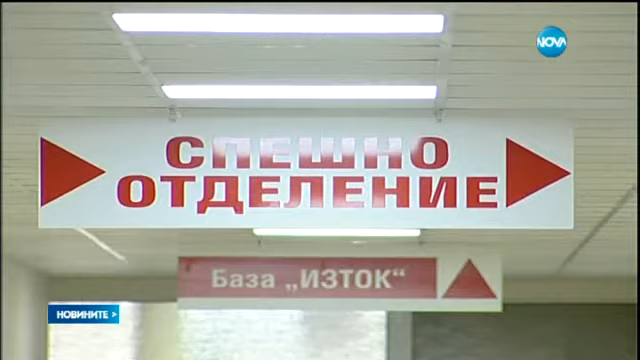 NOVA
СПЕШНО
ОТДЕЛЕНИЕ
База „ИЗТОК“
НОВИНИТЕ >